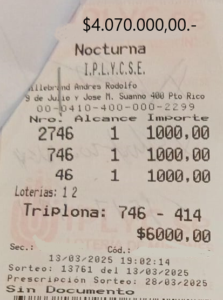 $4.070.000,00.-
Nocturna
I.P.L.Y.C.S.E.
Hillebrand Andres Rodolfo
9 de Julio y Jose M. Suanno 400 Pto Rico
00-0410-400-000-2299
Nro. Alcance Importe
2746 1 1000.00
746 1 1000.00
46 1 1000.00
Loterias: 1 2
Triplona: 746 - 414
$6000.00
Sec.: Cód.:
13/03/2025 19:02:14
Sorteo: 13761 del 13/03/2025
Prescripcion Sorteo: 28/03/2025
Sin Documento